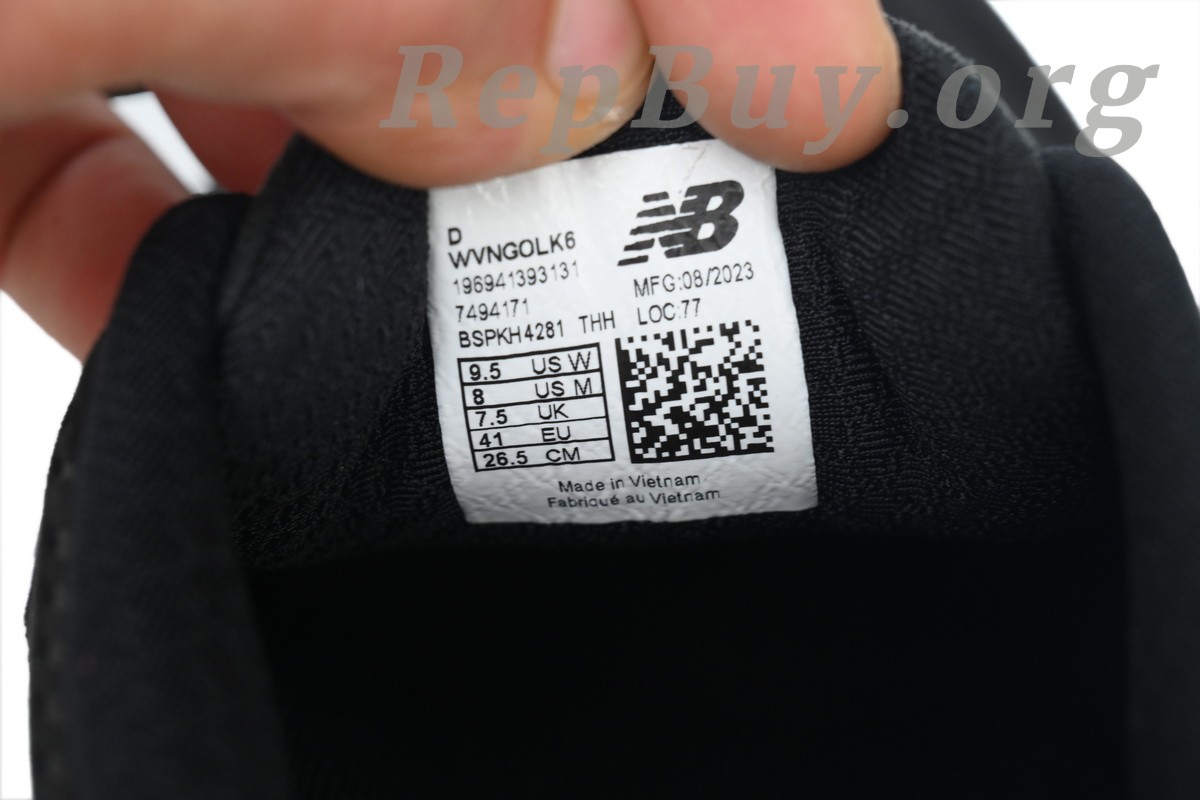 RepBuy.org
D
WVNGOLK6
196941393131
7494171
BSPKH4281 THH
NB
MFG:08/2023
LOC:77
9.5 US W
8 US M
7.5 UK
41 EU
26.5 CM
Made in Vietnam
Fabriqué au Vietnam